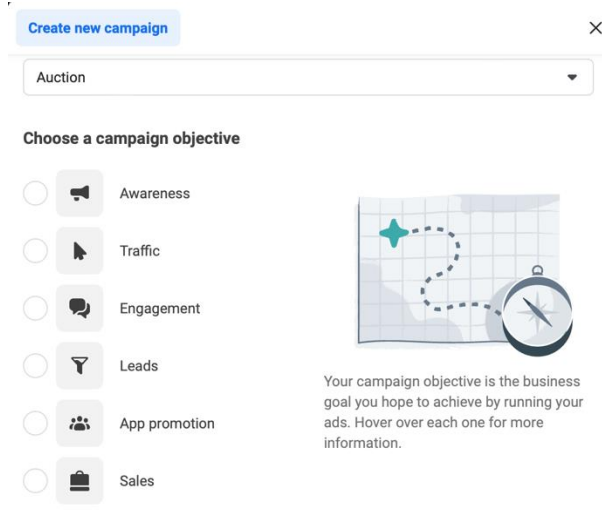 Create new campaign
Auction
Choose a campaign objective
Awareness
Traffic
Engagement
Leads
App promotion
Sales
Your campaign objective is the business
goal you hope to achieve by running your
ads. Hover over each one for more
information.